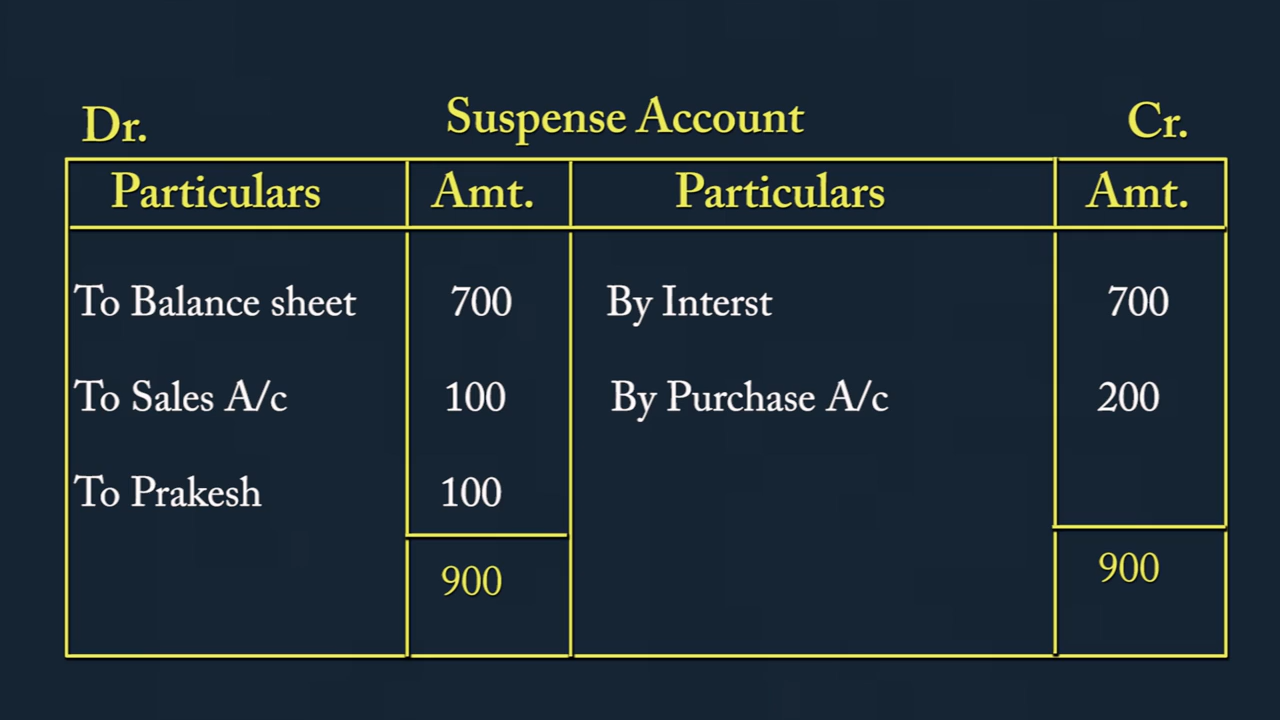 Dr. Suspense Account Cr.
Particulars Amt. Particulars Amt.
To Balance sheet 700 By Interst 700
To Sales A/c 100 By Purchase A/c 200
To Prakesh 100
900 900